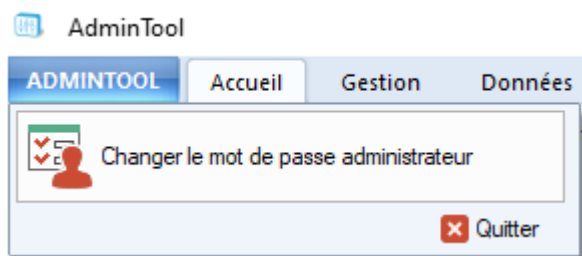 AdminTool
ADMINTOOL Accueil Gestion Données
Changer le mot de passe administrateur
Quitter